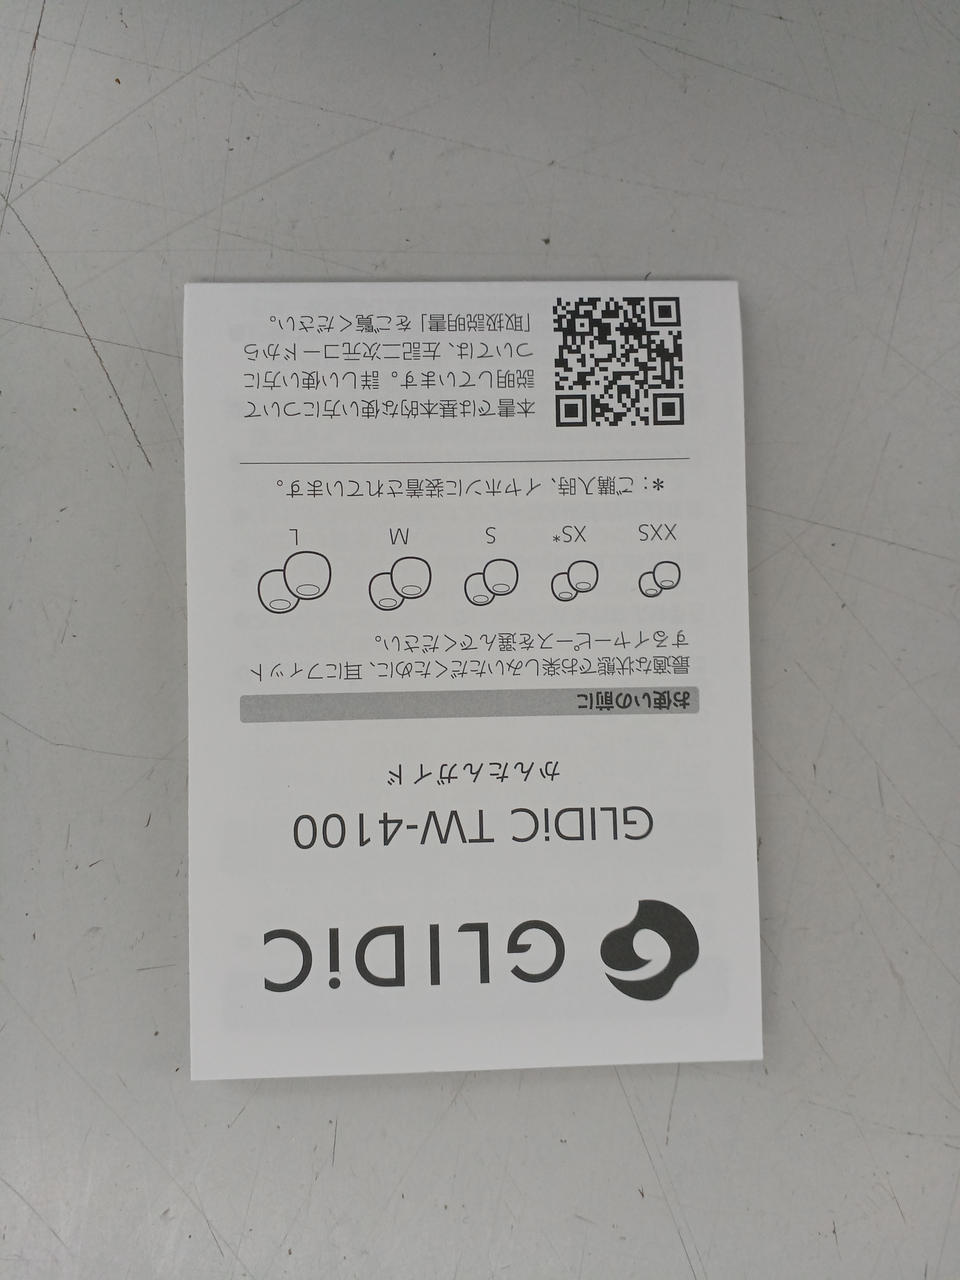 GLIDiC
GLIDiC TW-4100
かんたんガイド
お使いの前に
最適な状態でお楽しみいただくために、耳にフィット
するイヤーピースを選んでください。
XXS XS* S M L
*：ご購入時、イヤホンに装着されています。
本書では基本的な使い方について
説明しています。詳しい使い方に
ついては、左記二次元コードから
「取扱説明書」をご覧ください。